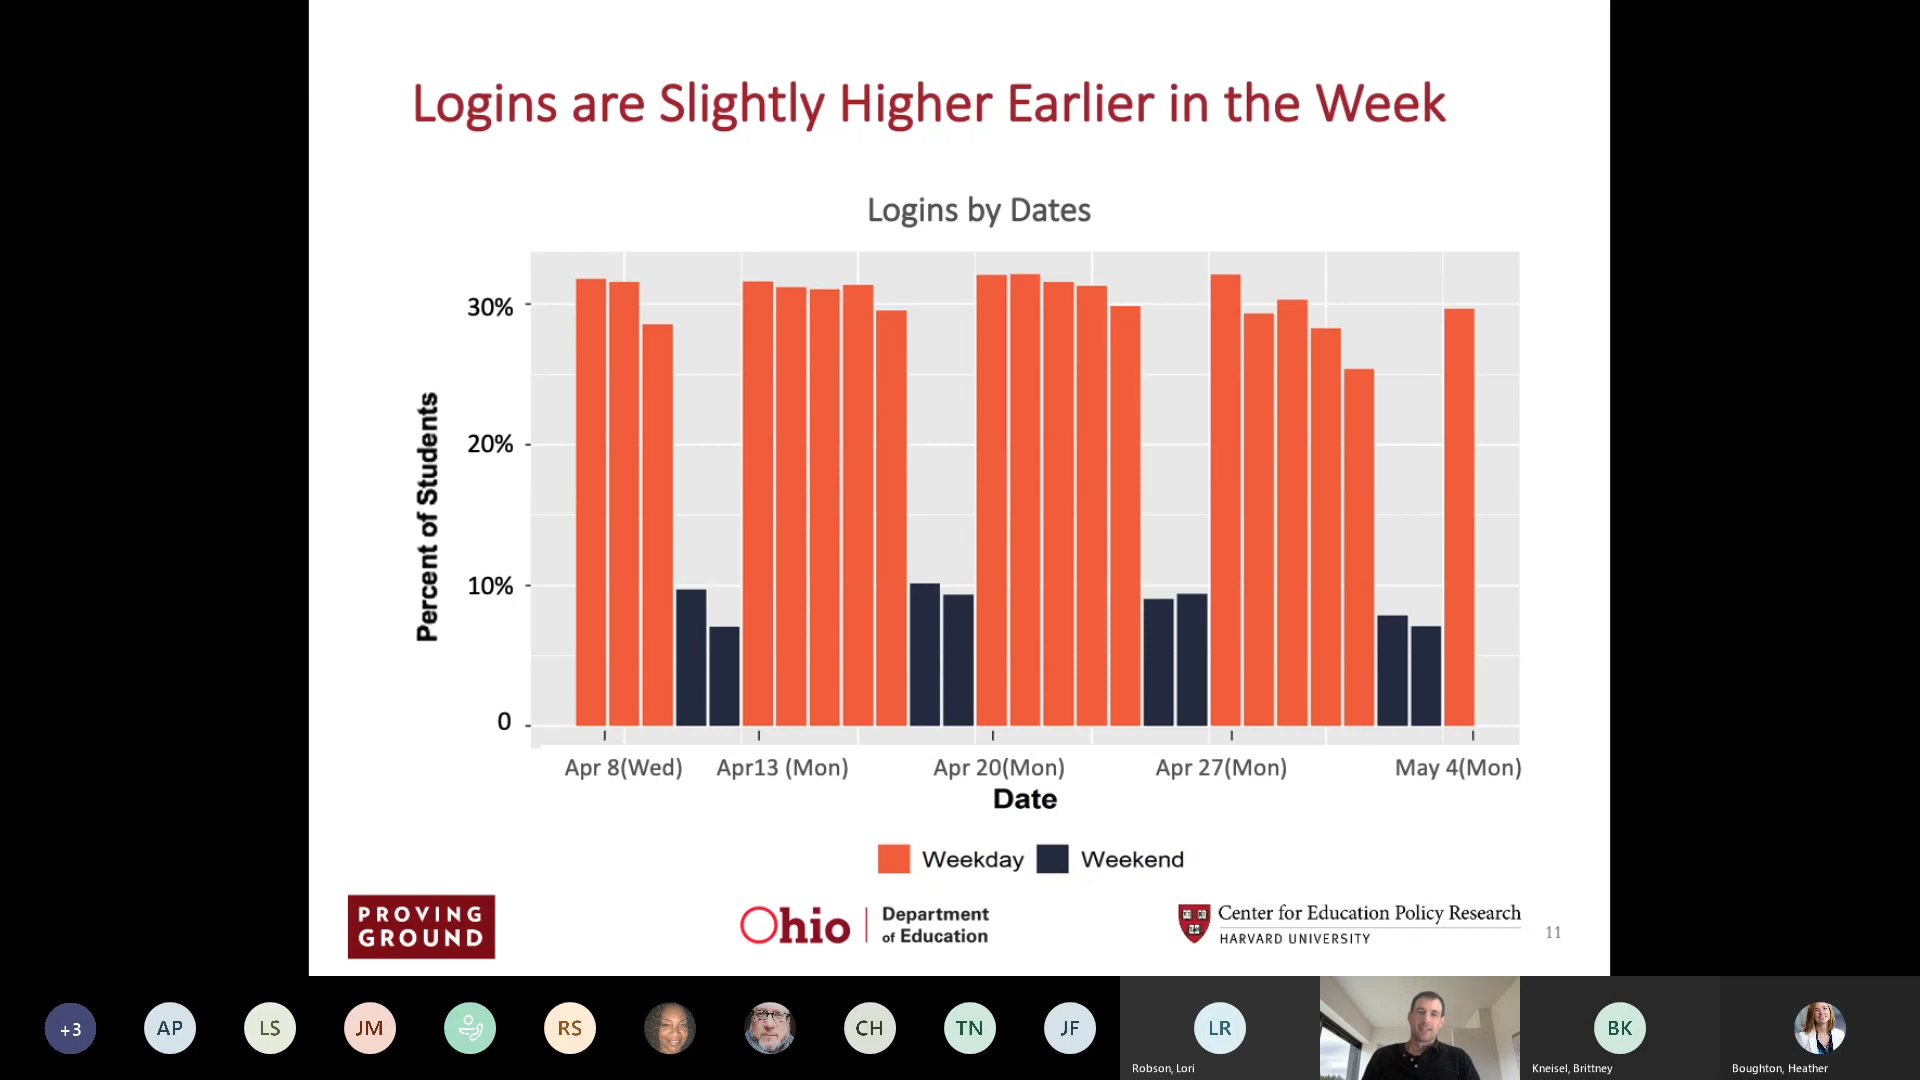 Logins are Slightly Higher Earlier in the Week
Logins by Dates
Percent of Students
30%
20%
10%
0
Apr 8(Wed)
Apr13 (Mon)
Apr 20(Mon)
Apr 27(Mon)
May 4(Mon)
Date
Weekday
Weekend
PROVING
GROUND
Ohio
Department
of Education
Center for Education Policy Research
HARVARD UNIVERSITY
11
+3
AP
LS
JM
RS
CH
TN
JF
LR
BK
Robson, Lori
Kneisel, Brittney
Boughton, Heather